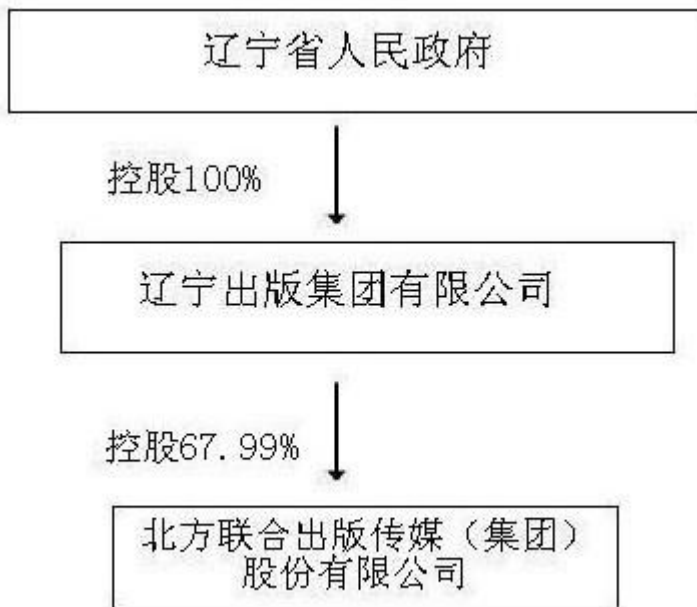 辽宁省人民政府
控股100%
辽宁出版集团有限公司
控股67.99%
北方联合出版传媒（集团）
股份有限公司